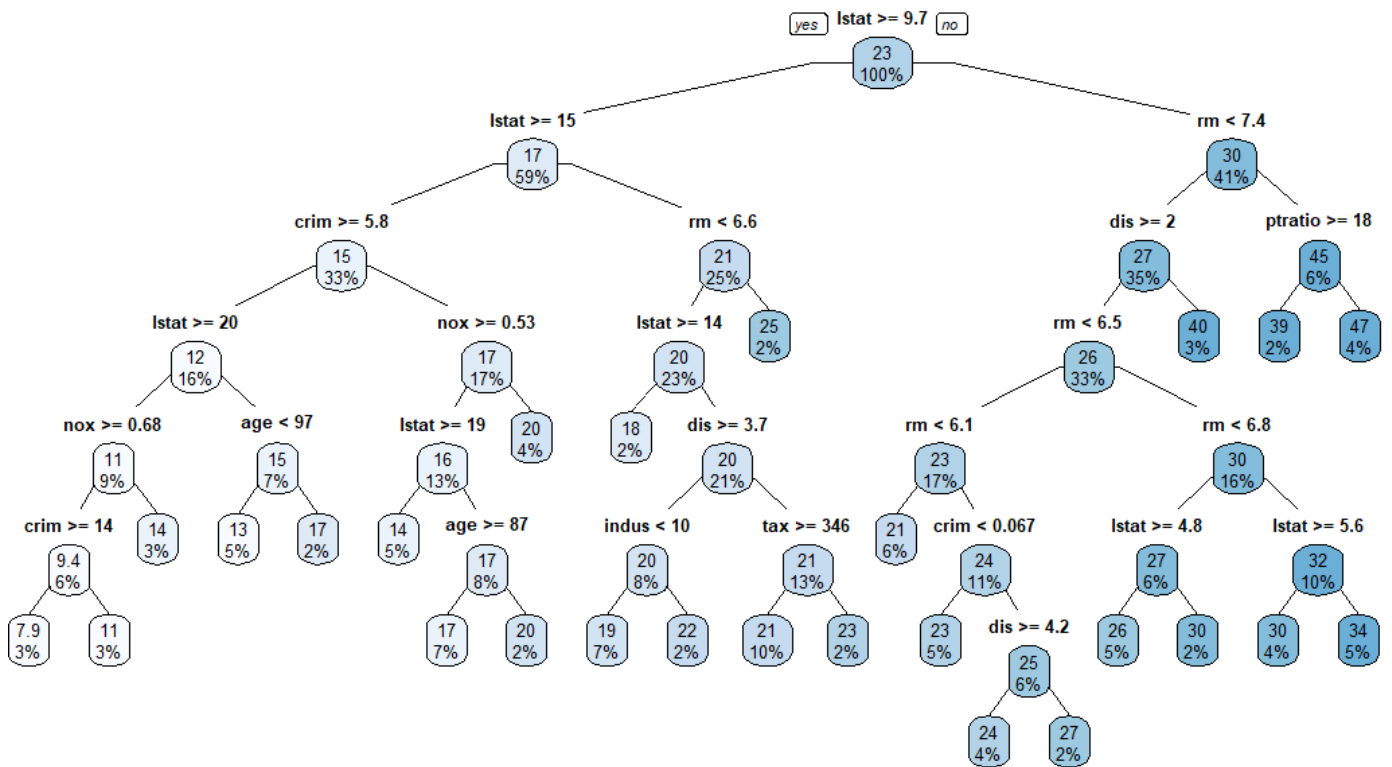 yes lstat >= 9.7 no
23
100%
lstat >= 15 rm < 7.4
17 30
59% 41%
crim >= 5.8 rm < 6.6 dis >= 2 ptratio >= 18
15 21 27 45
33% 25% 35% 6%
lstat >= 20 nox >= 0.53 lstat >= 14 25 rm < 6.5 40 39 47
2% 3% 2% 4%
12 17 20 26
16% 17% 23% 33%
nox >= 0.68 age < 97 lstat >= 19 20 18 dis >= 3.7 rm < 6.1 rm < 6.8
4% 2%
11 15 16 20 23 30
9% 7% 13% 21% 17% 16%
crim >= 14 14 13 17 14 age >= 87 indus < 10 tax >= 346 21 crim < 0.067 lstat >= 4.8 lstat >= 5.6
3% 5% 2% 5% 6%
9.4 17 20 21 24 27 32
6% 8% 8% 13% 11% 6% 10%
7.9 11 17 20 19 22 21 23 23 dis >= 4.2 26 30 30 34
3% 3% 7% 2% 7% 2% 10% 2% 5% 5% 2% 4% 5%
25
6%
24 27
4% 2%